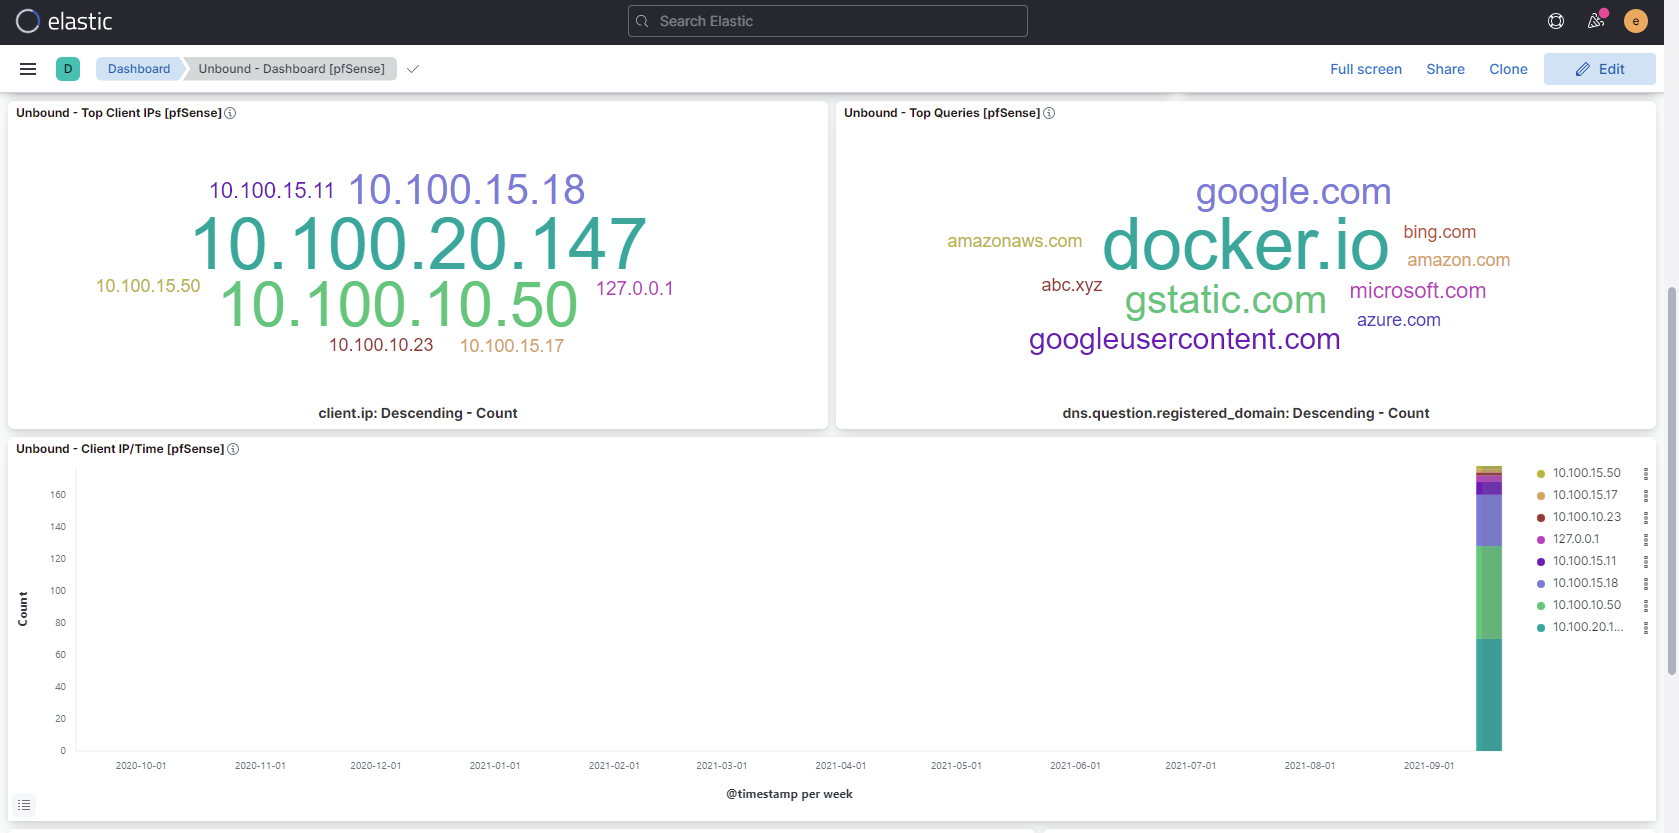 elastic
Search Elastic
e
D
Dashboard
Unbound - Dashboard [pfSense]
Full screen
Share
Clone
Edit
Unbound - Top Client IPs [pfSense]
10.100.15.11
10.100.15.18
10.100.20.147
10.100.15.50
10.100.10.50
127.0.0.1
10.100.10.23
10.100.15.17
client.ip: Descending - Count
Unbound - Top Queries [pfSense]
google.com
amazonaws.com
docker.io
bing.com
amazon.com
abc.xyz
gstatic.com
microsoft.com
azure.com
googleusercontent.com
dns.question.registered_domain: Descending - Count
Unbound - Client IP/Time [pfSense]
Count
160
140
120
100
80
60
40
20
0
2020-10-01
2020-11-01
2020-12-01
2021-01-01
2021-02-01
2021-03-01
2021-04-01
2021-05-01
2021-06-01
2021-07-01
2021-08-01
2021-09-01
@timestamp per week
10.100.15.50
10.100.15.17
10.100.10.23
127.0.0.1
10.100.15.11
10.100.15.18
10.100.10.50
10.100.20.1...